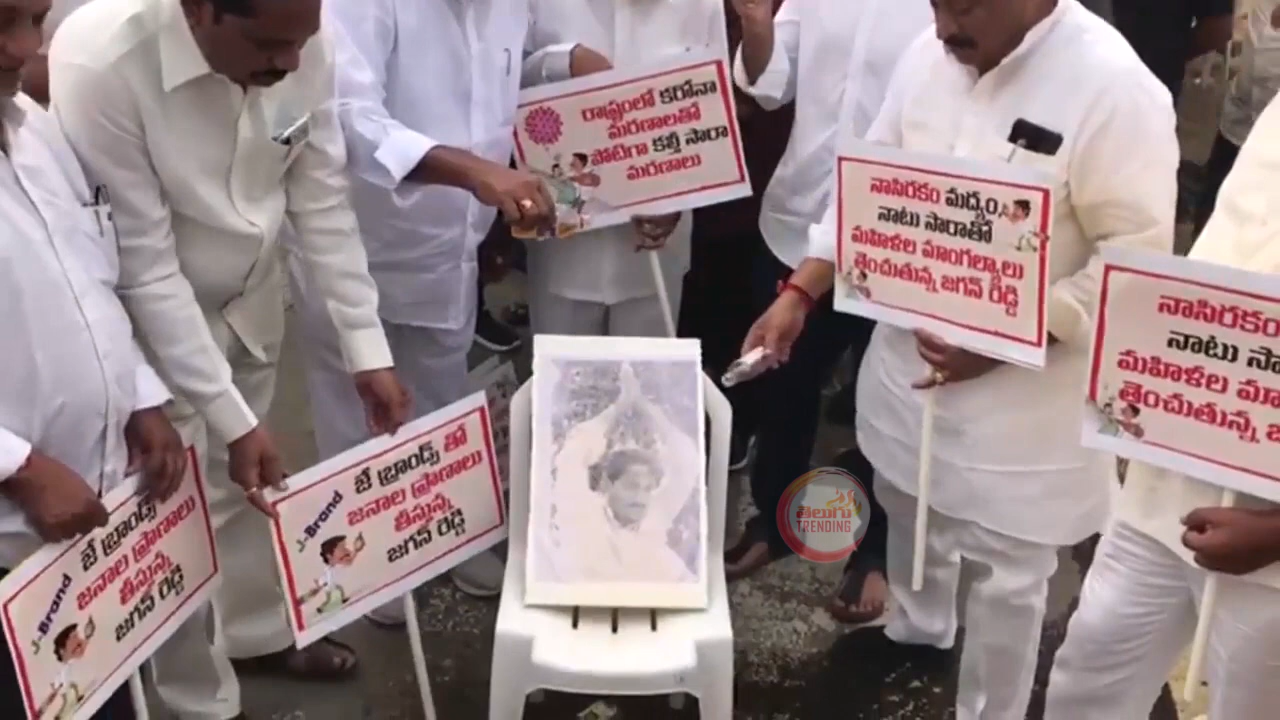 రాష్ట్రంలో కరోనా
మరణాలతో
పోటీగా కల్తీ సారా
మరణాలు
నాసిరకం మద్యం,
నాటు సారాతో
మహిళల మాంగల్యాలు
తెంచుతున్న జగన్ రెడ్డి
నాసిరకం
నాటు
మహిళల
తెంచుతున్న
J-Brand
జే బ్రాండ్స్ తో
జనాల ప్రాణాలు
తీస్తున్న
జగన్ రెడ్డి
J-Brand
జే బ్రాండ్స్ తో
జనాల ప్రాణాలు
తీస్తున్న
జగన్ రెడ్డి
తెలుగు
TRENDING